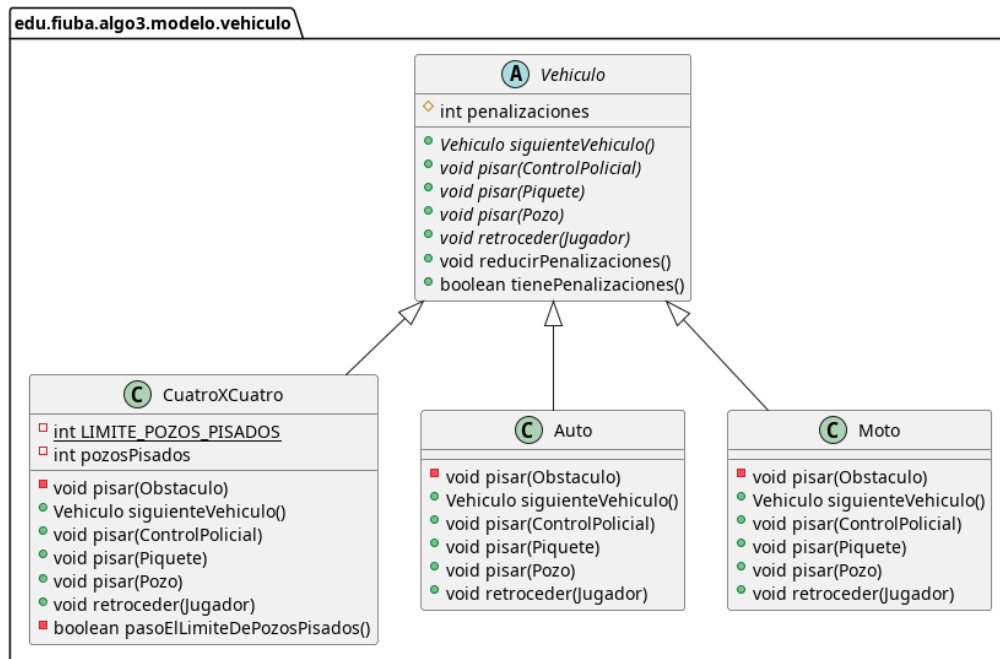 edu.fiuba.algo3.modelo.vehiculo
A Vehiculo
int penalizaciones
Vehiculo siguienteVehiculo()
void pisar(ControlPolicial)
void pisar(Piquete)
void pisar(Pozo)
void retroceder(Jugador)
void reducirPenalizaciones()
boolean tienePenalizaciones()
C CuatroXCuatro
int LIMITE_POZOS_PISADOS
int pozosPisados
void pisar(Obstaculo)
Vehiculo siguienteVehiculo()
void pisar(ControlPolicial)
void pisar(Piquete)
void pisar(Pozo)
void retroceder(Jugador)
boolean pasoElLimiteDePozosPisados()
C Auto
void pisar(Obstaculo)
Vehiculo siguienteVehiculo()
void pisar(ControlPolicial)
void pisar(Piquete)
void pisar(Pozo)
void retroceder(Jugador)
C Moto
void pisar(Obstaculo)
Vehiculo siguienteVehiculo()
void pisar(ControlPolicial)
void pisar(Piquete)
void pisar(Pozo)
void retroceder(Jugador)